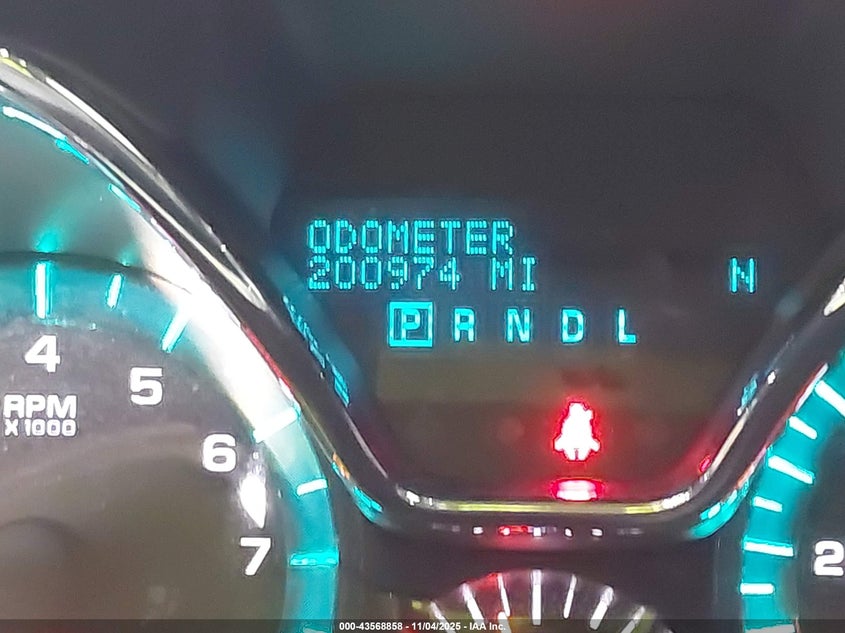 ODOMETER
200974 MI N
P R N D L
4
5
RPM
X 1000
6
7
2
000-43568858 - 11/04/2025 - IAA Inc.